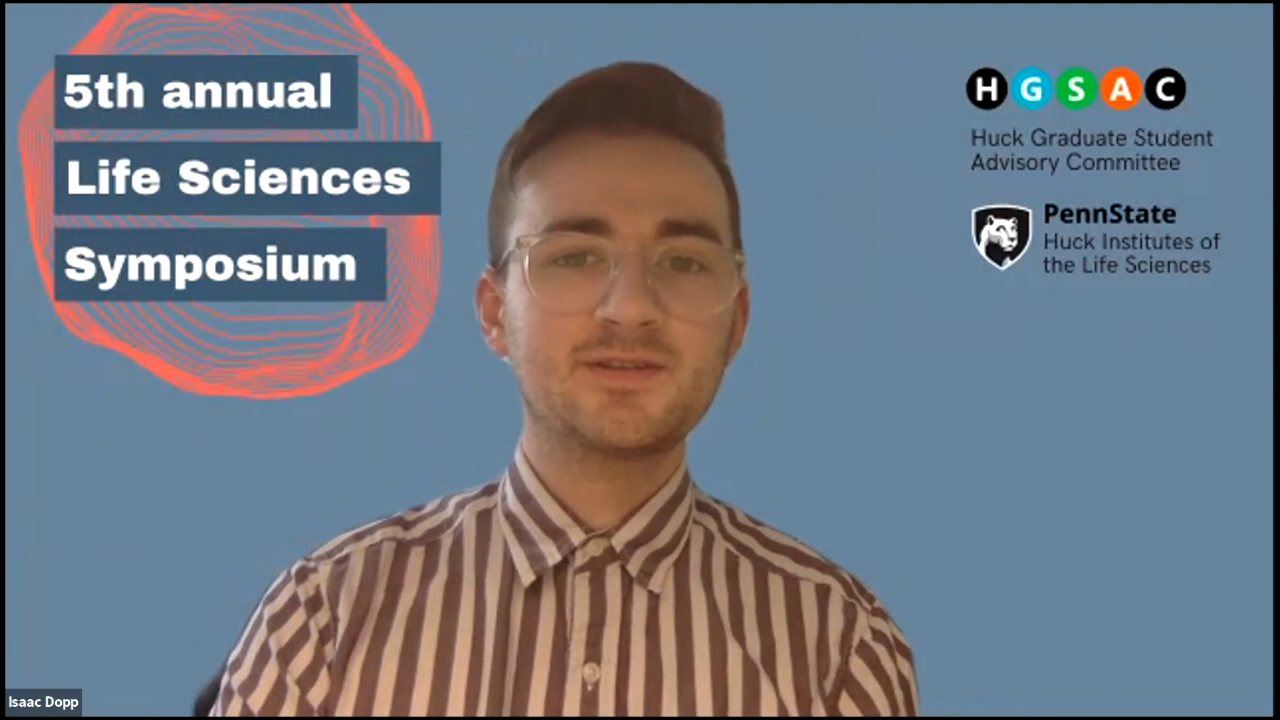 5th annual
Life Sciences
Symposium
HGSAC
Huck Graduate Student
Advisory Committee
PennState
Huck Institutes of
the Life Sciences
Isaac Dopp